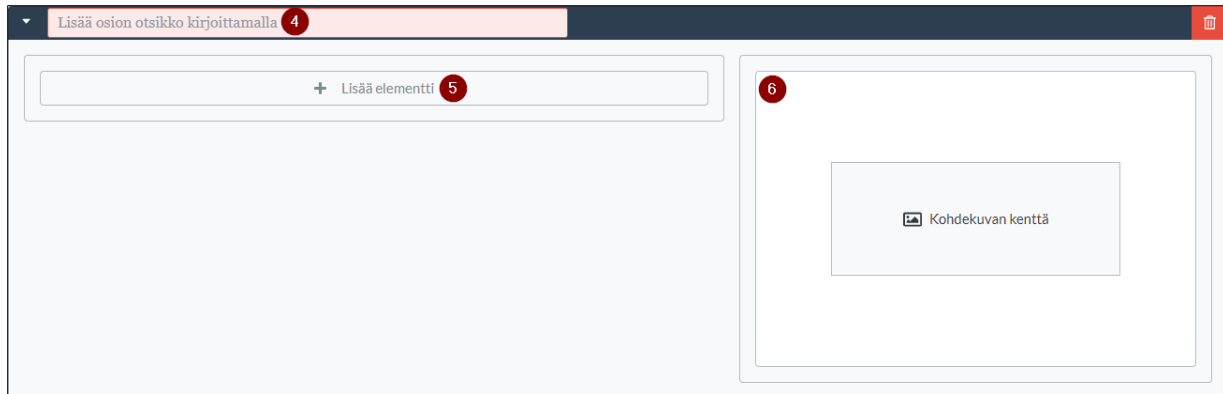 Lisää osion otsikko kirjoittamalla 4
+ Lisää elementti 5
6
Kohdekuvan kenttä